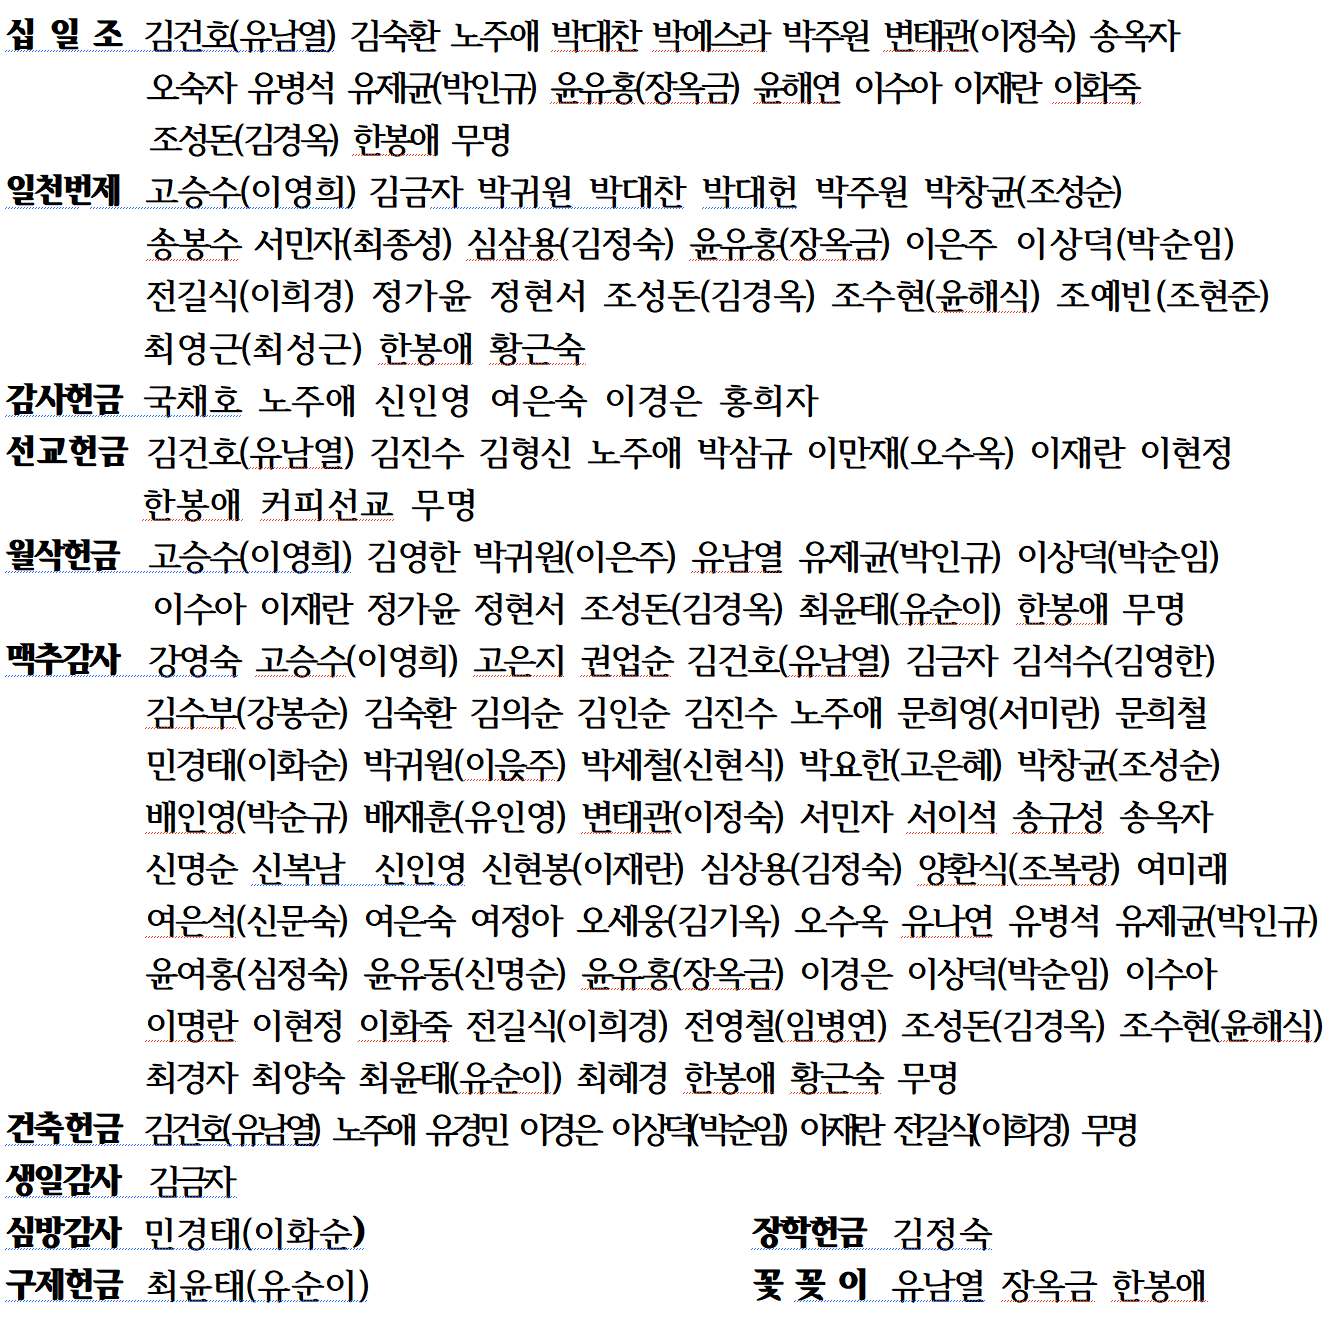 십 일 조 김건호(유남열) 김숙환 노주애 박대찬 박에스라 박주원 변태관(이정숙) 송옥자
오숙자 유병석 유제균(박인규) 윤유홍(장옥금) 윤해연 이수아 이재란 이화죽
조성돈(김경옥) 한봉애 무명
일천번제 고승수(이영희) 김금자 박귀원 박대찬 박대헌 박주원 박창균(조성순)
송봉수 서민자(최종성) 심삼용(김정숙) 윤유홍(장옥금) 이은주 이상덕(박순임)
전길식(이희경) 정가윤 정현서 조성돈(김경옥) 조수현(윤해식) 조예빈(조현준)
최영근(최성근) 한봉애 황근숙
감사헌금 국채호 노주애 신인영 여은숙 이경은 홍희자
선교헌금 김건호(유남열) 김진수 김형신 노주애 박삼규 이만재(오수옥) 이재란 이현정
한봉애 커피선교 무명
월삭헌금 고승수(이영희) 김영한 박귀원(이은주) 유남열 유제균(박인규) 이상덕(박순임)
이수아 이재란 정가윤 정현서 조성돈(김경옥) 최윤태(유순이) 한봉애 무명
맥추감사 강영숙 고승수(이영희) 고은지 권업순 김건호(유남열) 김금자 김석수(김영한)
김수부(강봉순) 김숙환 김의순 김인순 김진수 노주애 문희영(서미란) 문희철
민경태(이화순) 박귀원(이윤주) 박세철(신현식) 박요한(고은혜) 박창균(조성순)
배인영(박순규) 배재훈(유인영) 변태관(이정숙) 서민자 서이석 송규성 송옥자
신명순 신복남 신인영 신현봉(이재란) 심상용(김정숙) 양환식(조복랑) 여미래
여은석(신문숙) 여은숙 여정아 오세웅(김기옥) 오수옥 유나연 유병석 유제균(박인규)
윤여홍(심정숙) 윤유동(신명순) 윤유홍(장옥금) 이경은 이상덕(박순임) 이수아
이명란 이현정 이화죽 전길식(이희경) 전영철(임병연) 조성돈(김경옥) 조수현(윤해식)
최경자 최양숙 최윤태(유순이) 최혜경 한봉애 황근숙 무명
건축헌금 김건호(유남열) 노주애 유경민 이경은 이상덕(박순임) 이재란 전길식(이희경) 무명
생일감사 김금자
심방감사 민경태(이화순) 장학헌금 김정숙
구제헌금 최윤태(유순이) 꽃 꽂 이 유남열 장옥금 한봉애